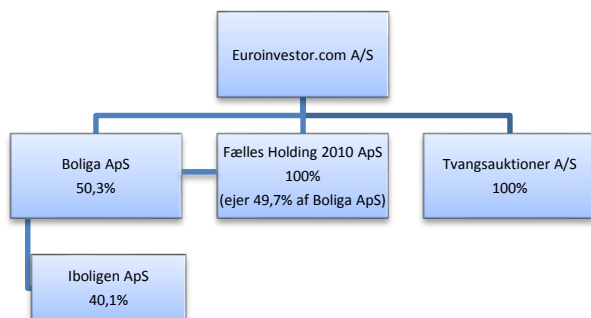 Euroinvestor.com A/S
Boliga ApS
50,3%
Fælles Holding 2010 ApS
100%
(ejer 49,7% af Boliga ApS)
Tvangsauktioner A/S
100%
Iboligen ApS
40,1%